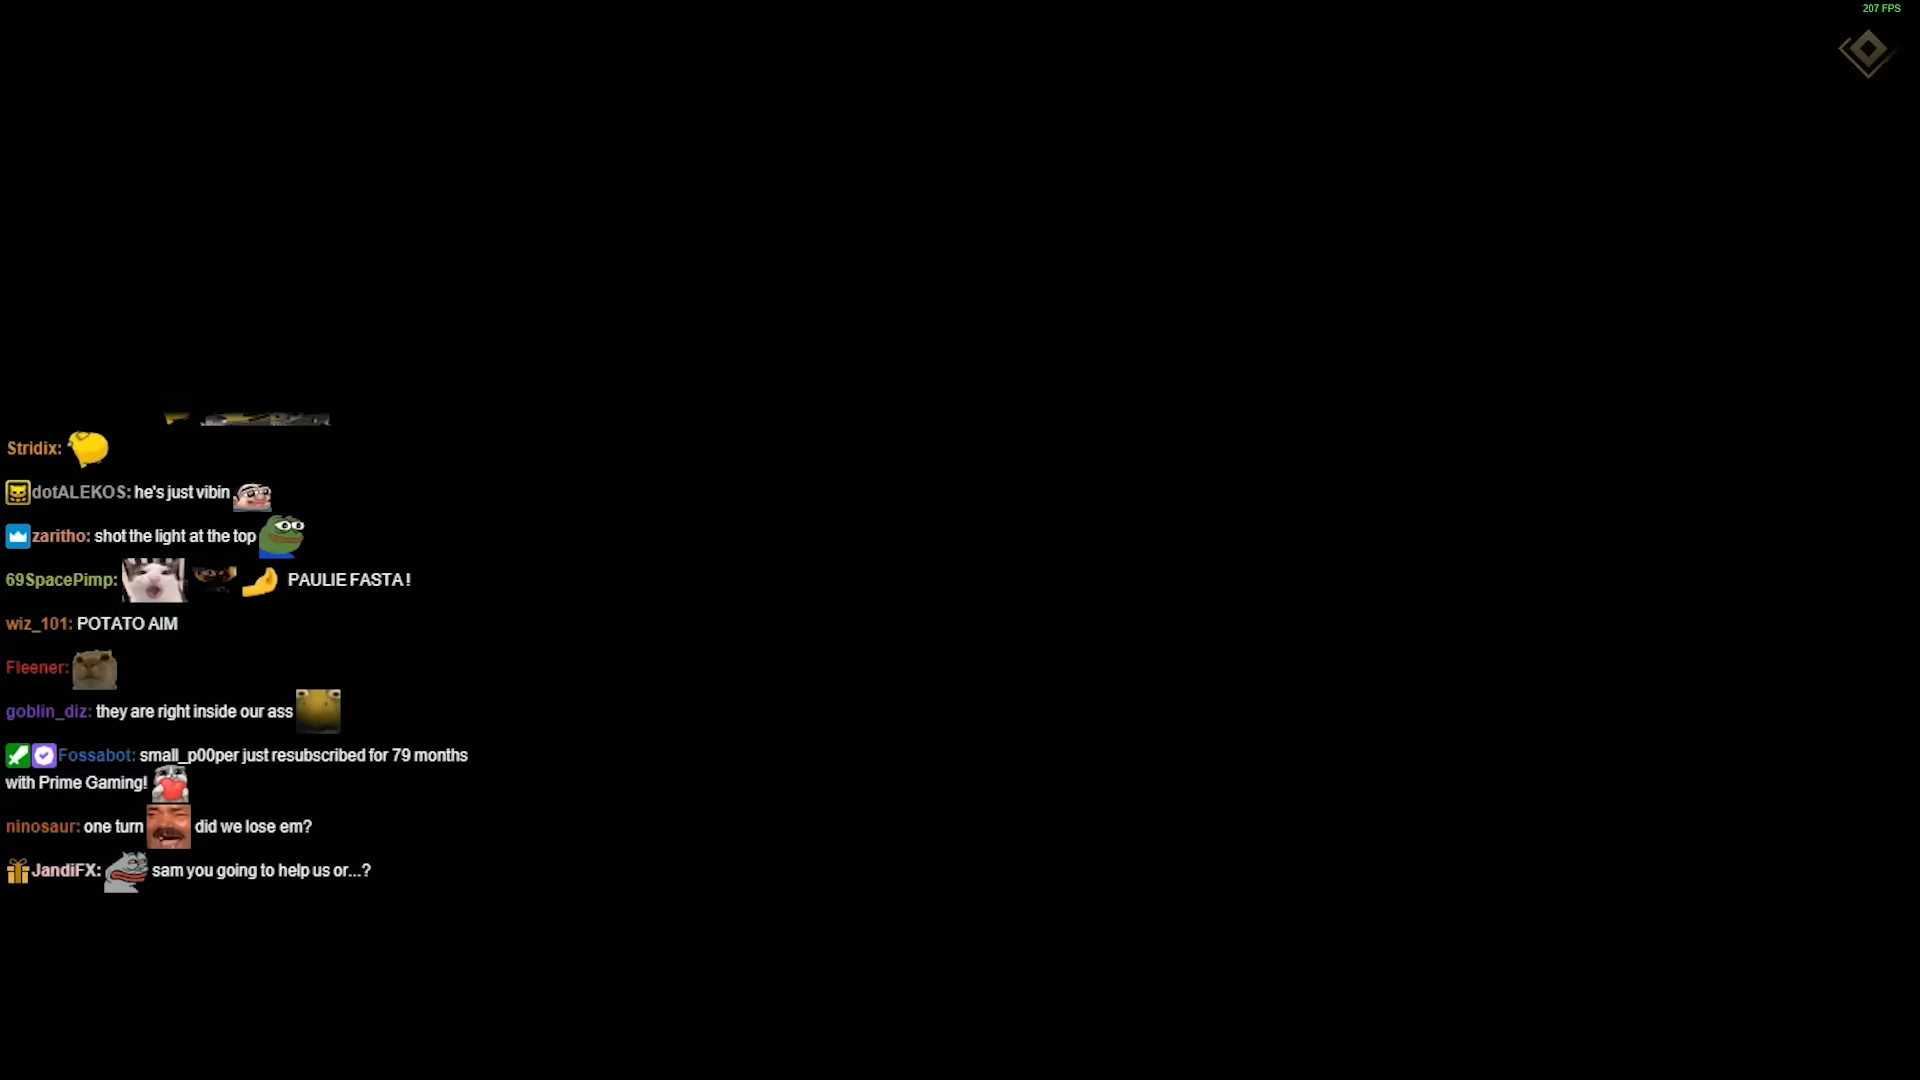 207 FPS
Stridix:
dotALEKOS: he's just vibin
zaritho: shot the light at the top
69SpacePimp: PAULIE FASTA !
wiz_101: POTATO AIM
Fleener:
goblin_diz: they are right inside our ass
Fossabot: small_p00per just resubscribed for 79 months
with Prime Gaming!
ninosaur: one turn did we lose em?
JandiFX: sam you going to help us or...?